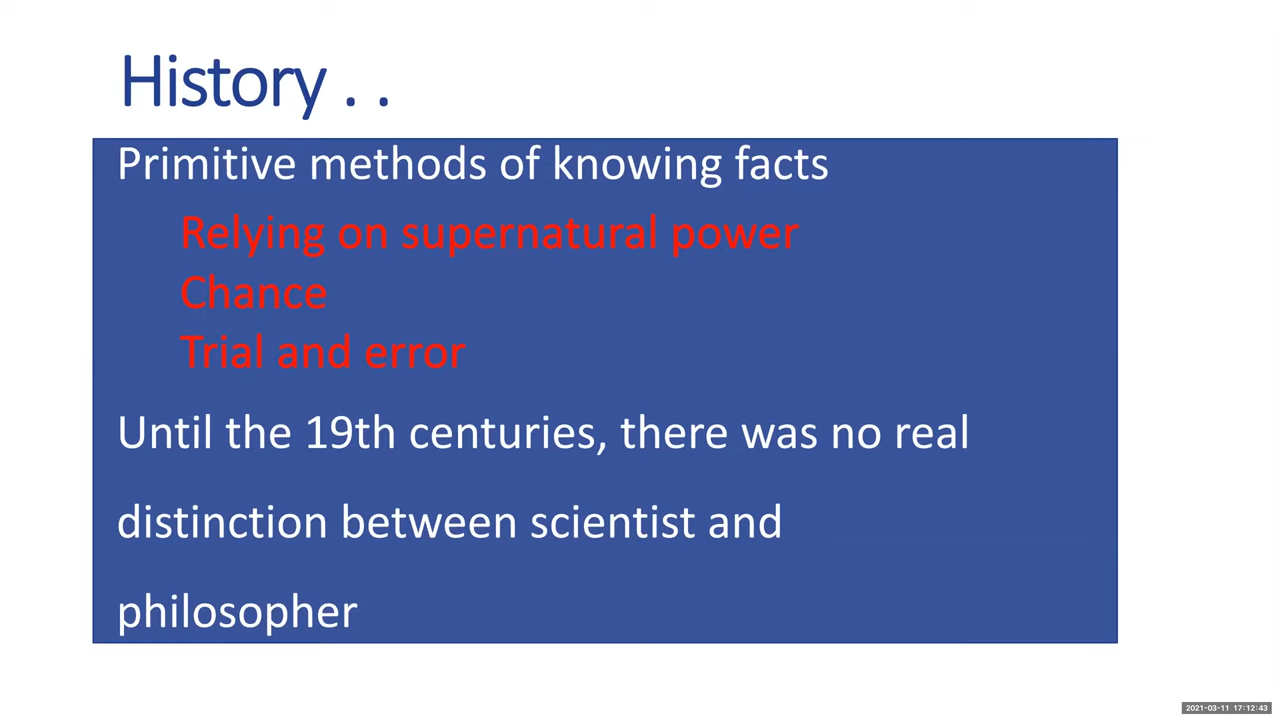 History . .
Primitive methods of knowing facts
Relying on supernatural power
Chance
Trial and error
Until the 19th centuries, there was no real
distinction between scientist and
philosopher
2021-03-11 17:12:43